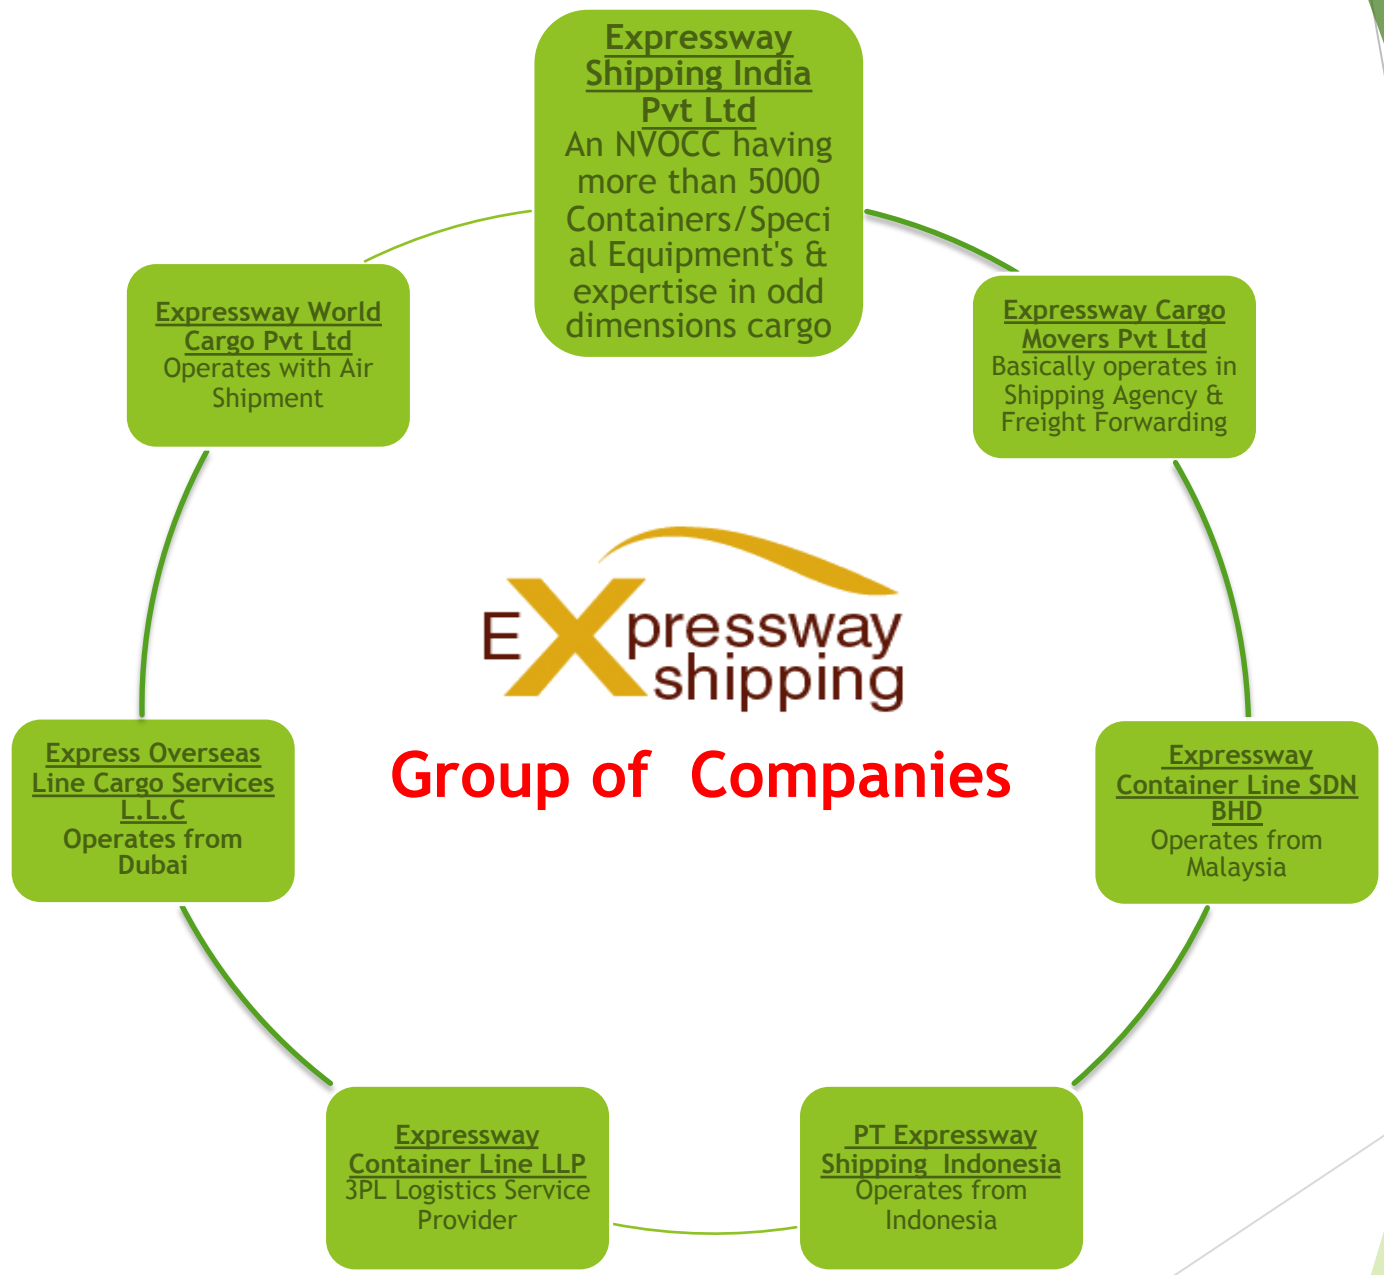 Expressway
Shipping India
Pvt Ltd
An NVOCC having
more than 5000
Containers/Speci
al Equipment's &
expertise in odd
dimensions cargo
Expressway Cargo
Movers Pvt Ltd
Basically operates in
Shipping Agency &
Freight Forwarding
Expressway
Container Line SDN
BHD
Operates from
Malaysia
PT Expressway
Shipping Indonesia
Operates from
Indonesia
Expressway
Container Line LLP
3PL Logistics Service
Provider
Express Overseas
Line Cargo Services
L.L.C
Operates from
Dubai
Expressway World
Cargo Pvt Ltd
Operates with Air
Shipment
EXpressway
shipping
Group of Companies